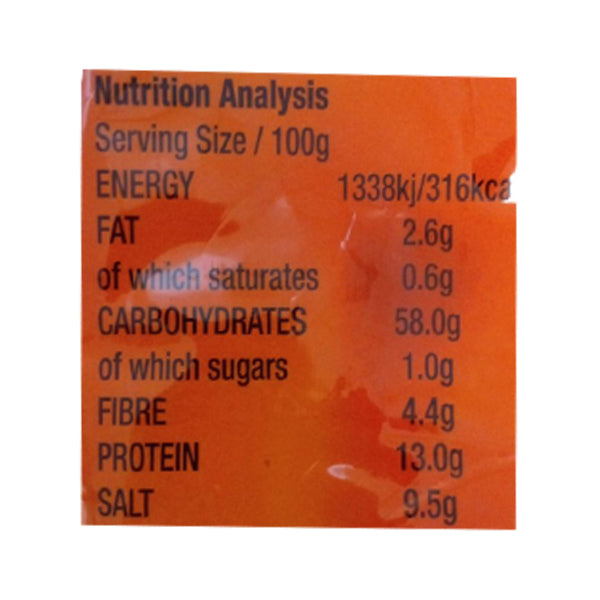 Nutrition Analysis
Serving Size / 100g
ENERGY 1338kj/316kca
FAT 2.6g
of which saturates 0.6g
CARBOHYDRATES 58.0g
of which sugars 1.0g
FIBRE 4.4g
PROTEIN 13.0g
SALT 9.5g